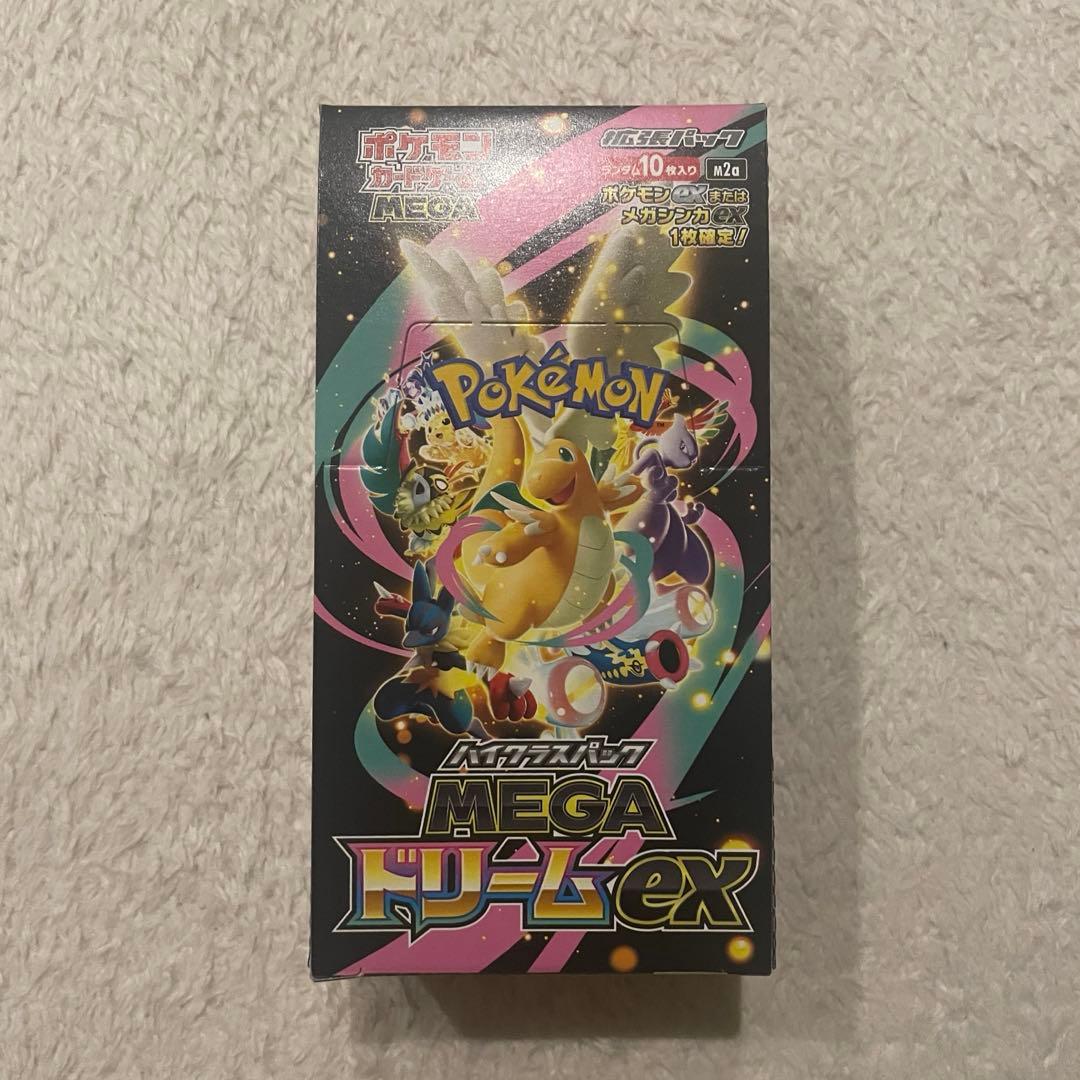 ポケモン
カードゲーム
MEGA
拡張パック
ランダム10枚入り
M2a
ポケモンexまたは
メガシンカex
1枚確定!
POKéMON
TM
ハイクラスパック
MEGA
ドリームex